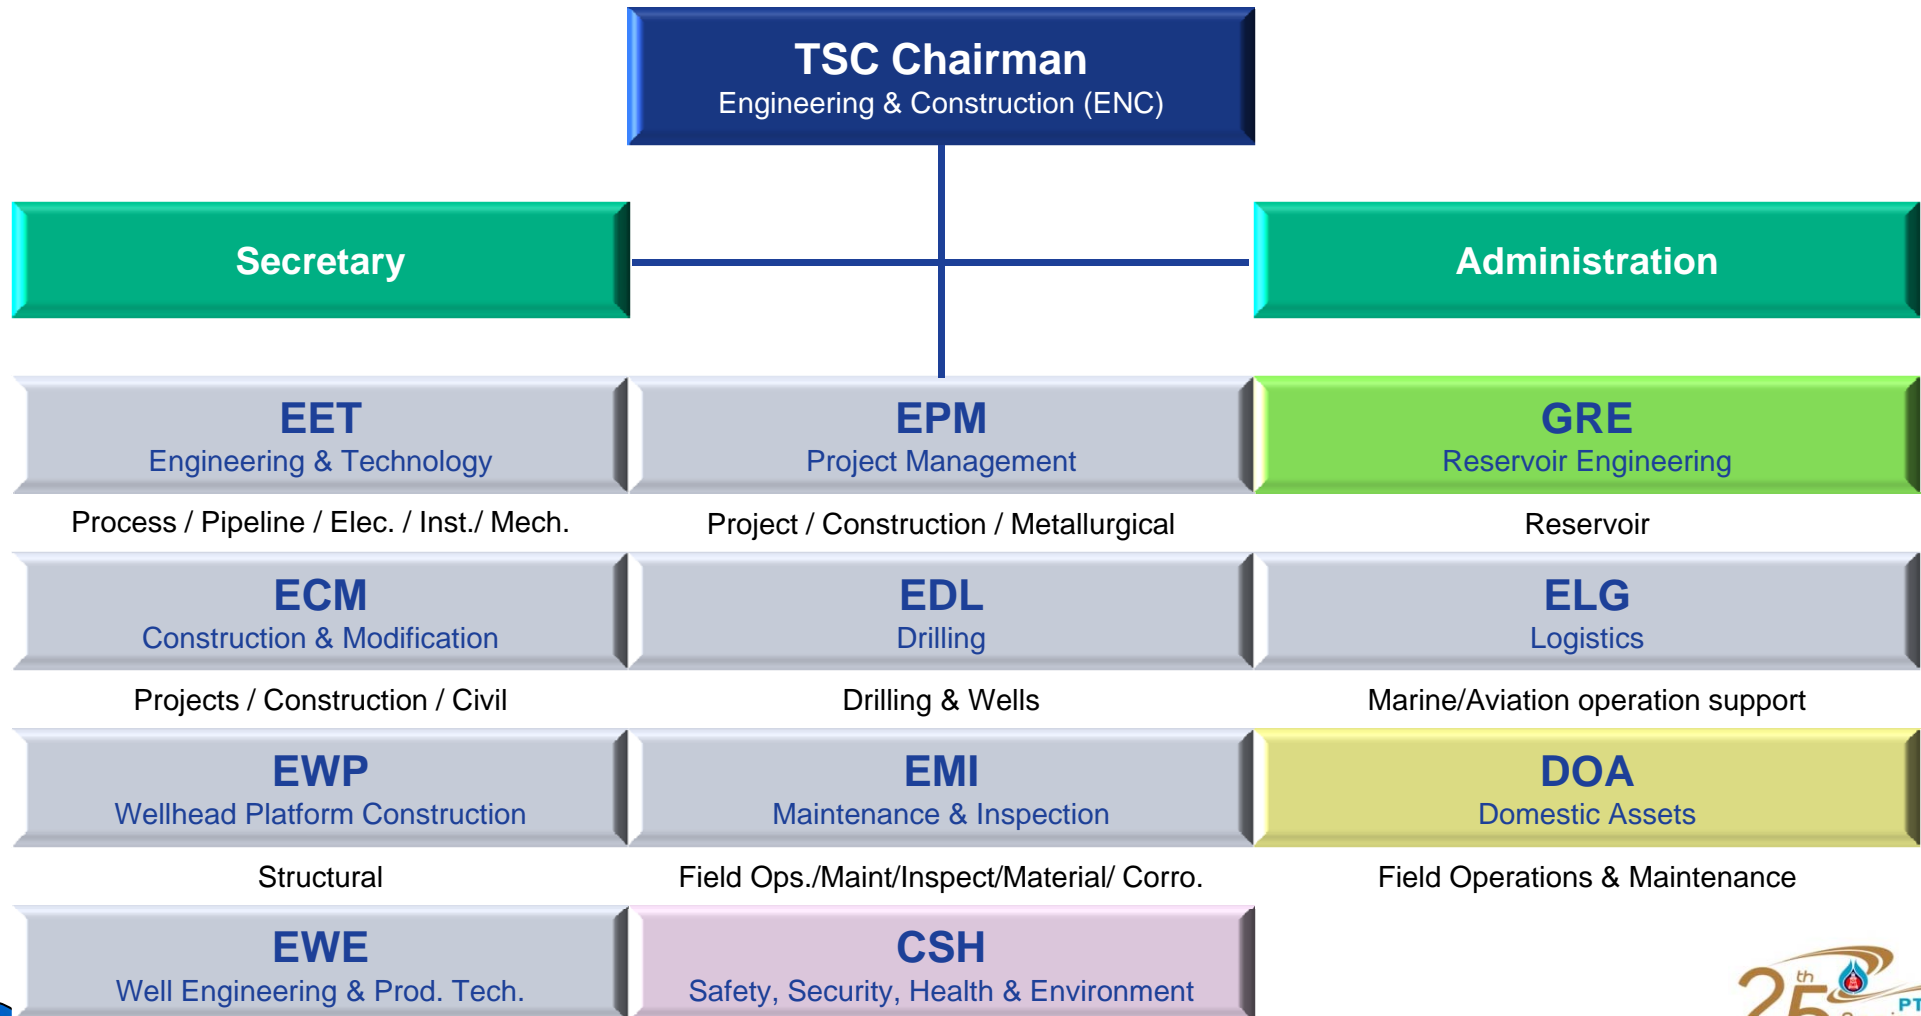 TSC Chairman
Engineering & Construction (ENC)
Secretary
Administration
EET
Engineering & Technology
EPM
Project Management
GRE
Reservoir Engineering
Process / Pipeline / Elec. / Inst./ Mech.
Project / Construction / Metallurgical
Reservoir
ECM
Construction & Modification
EDL
Drilling
ELG
Logistics
Projects / Construction / Civil
Drilling & Wells
Marine/Aviation operation support
EWP
Wellhead Platform Construction
EMI
Maintenance & Inspection
DOA
Domestic Assets
Structural
Field Ops./Maint/Inspect/Material/ Corro.
Field Operations & Maintenance
EWE
Well Engineering & Prod. Tech.
CSH
Safety, Security, Health & Environment
25th
PT